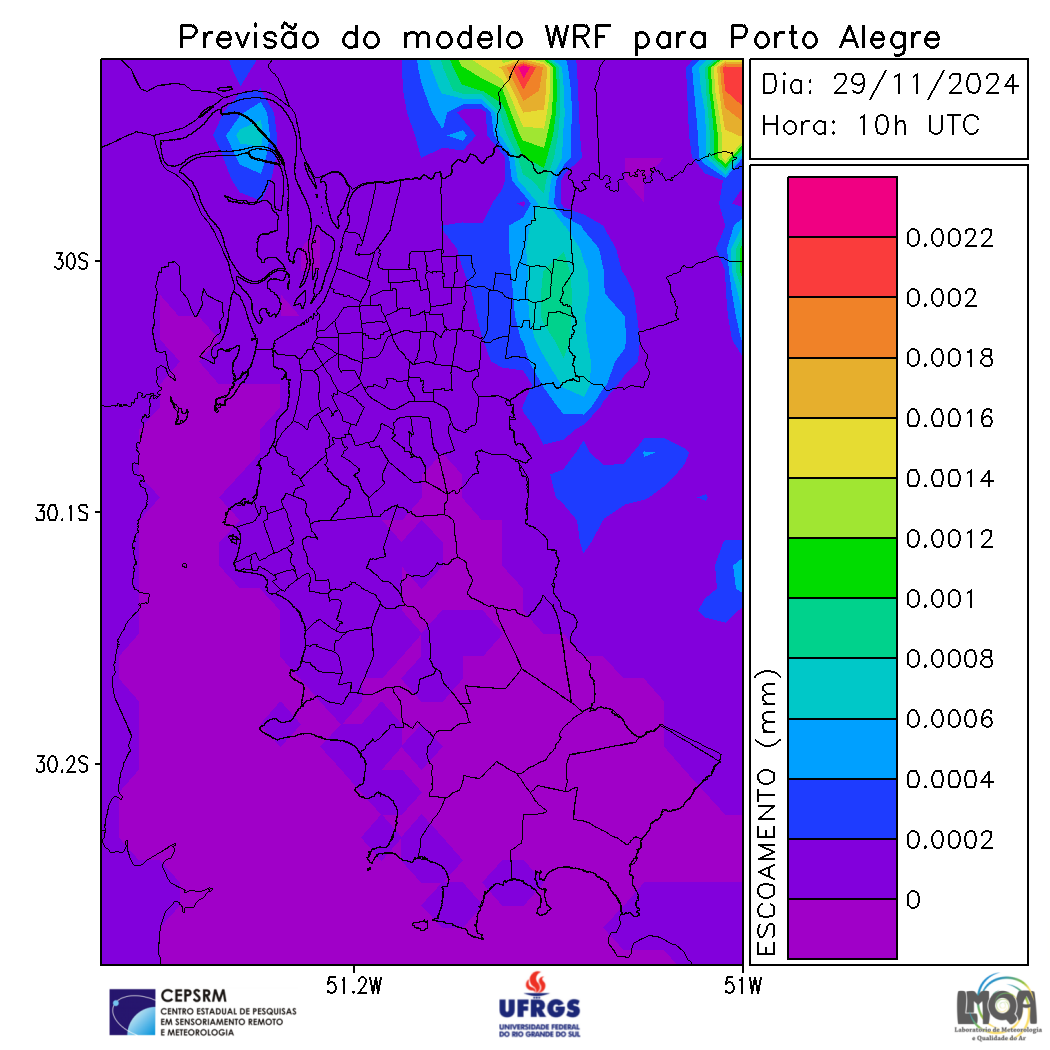 Previsão do modelo WRF para Porto Alegre
Dia: 29/11/2024
Hora: 10h UTC
30S
30.1S
30.2S
51.2W
51W
ESCOAMENTO (mm)
0.0022
0.002
0.0018
0.0016
0.0014
0.0012
0.001
0.0008
0.0006
0.0004
0.0002
0
CEPSRM
CENTRO ESTADUAL DE PESQUISAS
EM SENSORIAMENTO REMOTO
E METEOROLOGIA
UFRGS
UNIVERSIDADE FEDERAL
DO RIO GRANDE DO SUL
LMQA
Laboratório de Meteorologia
e Qualidade do Ar